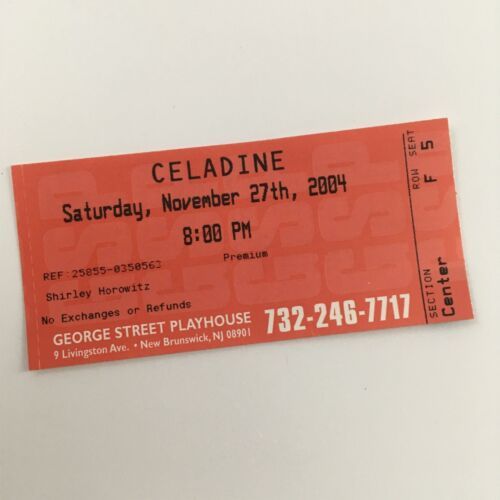 CELADINE
Saturday, November 27th, 2004
8:00 PM
Premium
REF:25855-0350563
Shirley Horowitz
No Exchanges or Refunds
GEORGE STREET PLAYHOUSE
9 Livingston Ave. • New Brunswick, NJ 08901
732-246-7717
SECTION Center
ROW F
SEAT 5